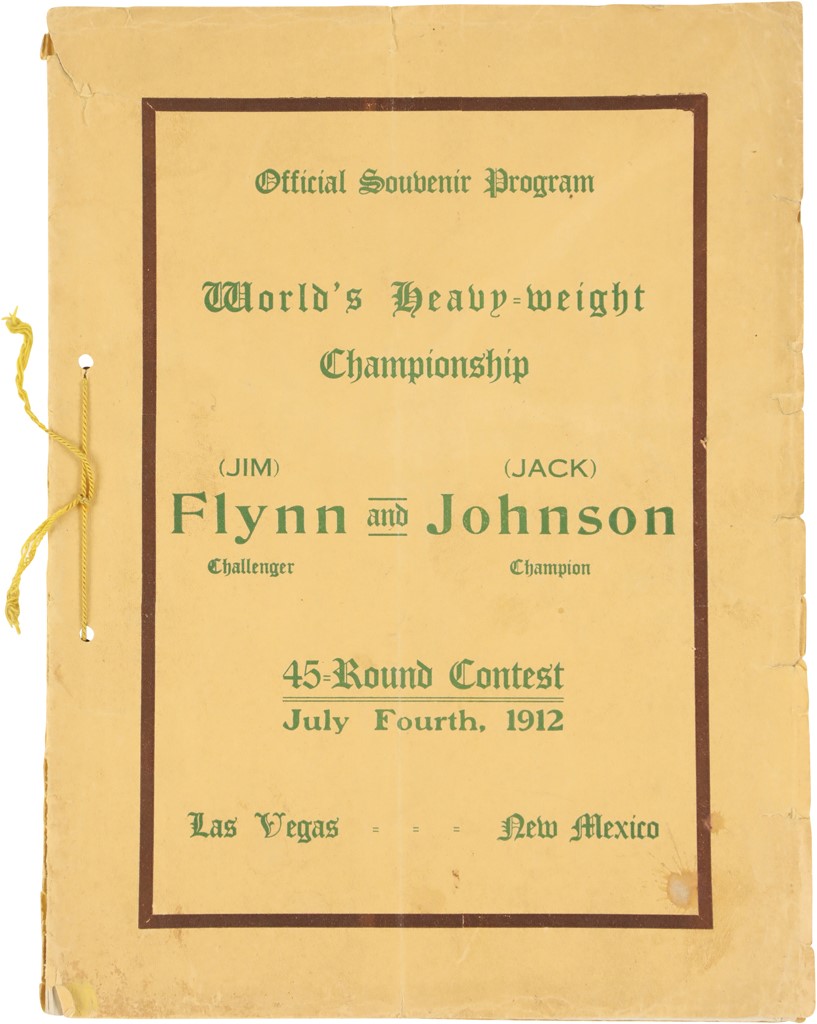 Official Souvenir Program
World's Heavy=weight
Championship
(JIM) (JACK)
Flynn and Johnson
Challenger Champion
45=Round Contest
July Fourth, 1912
Las Vegas = = = New Mexico